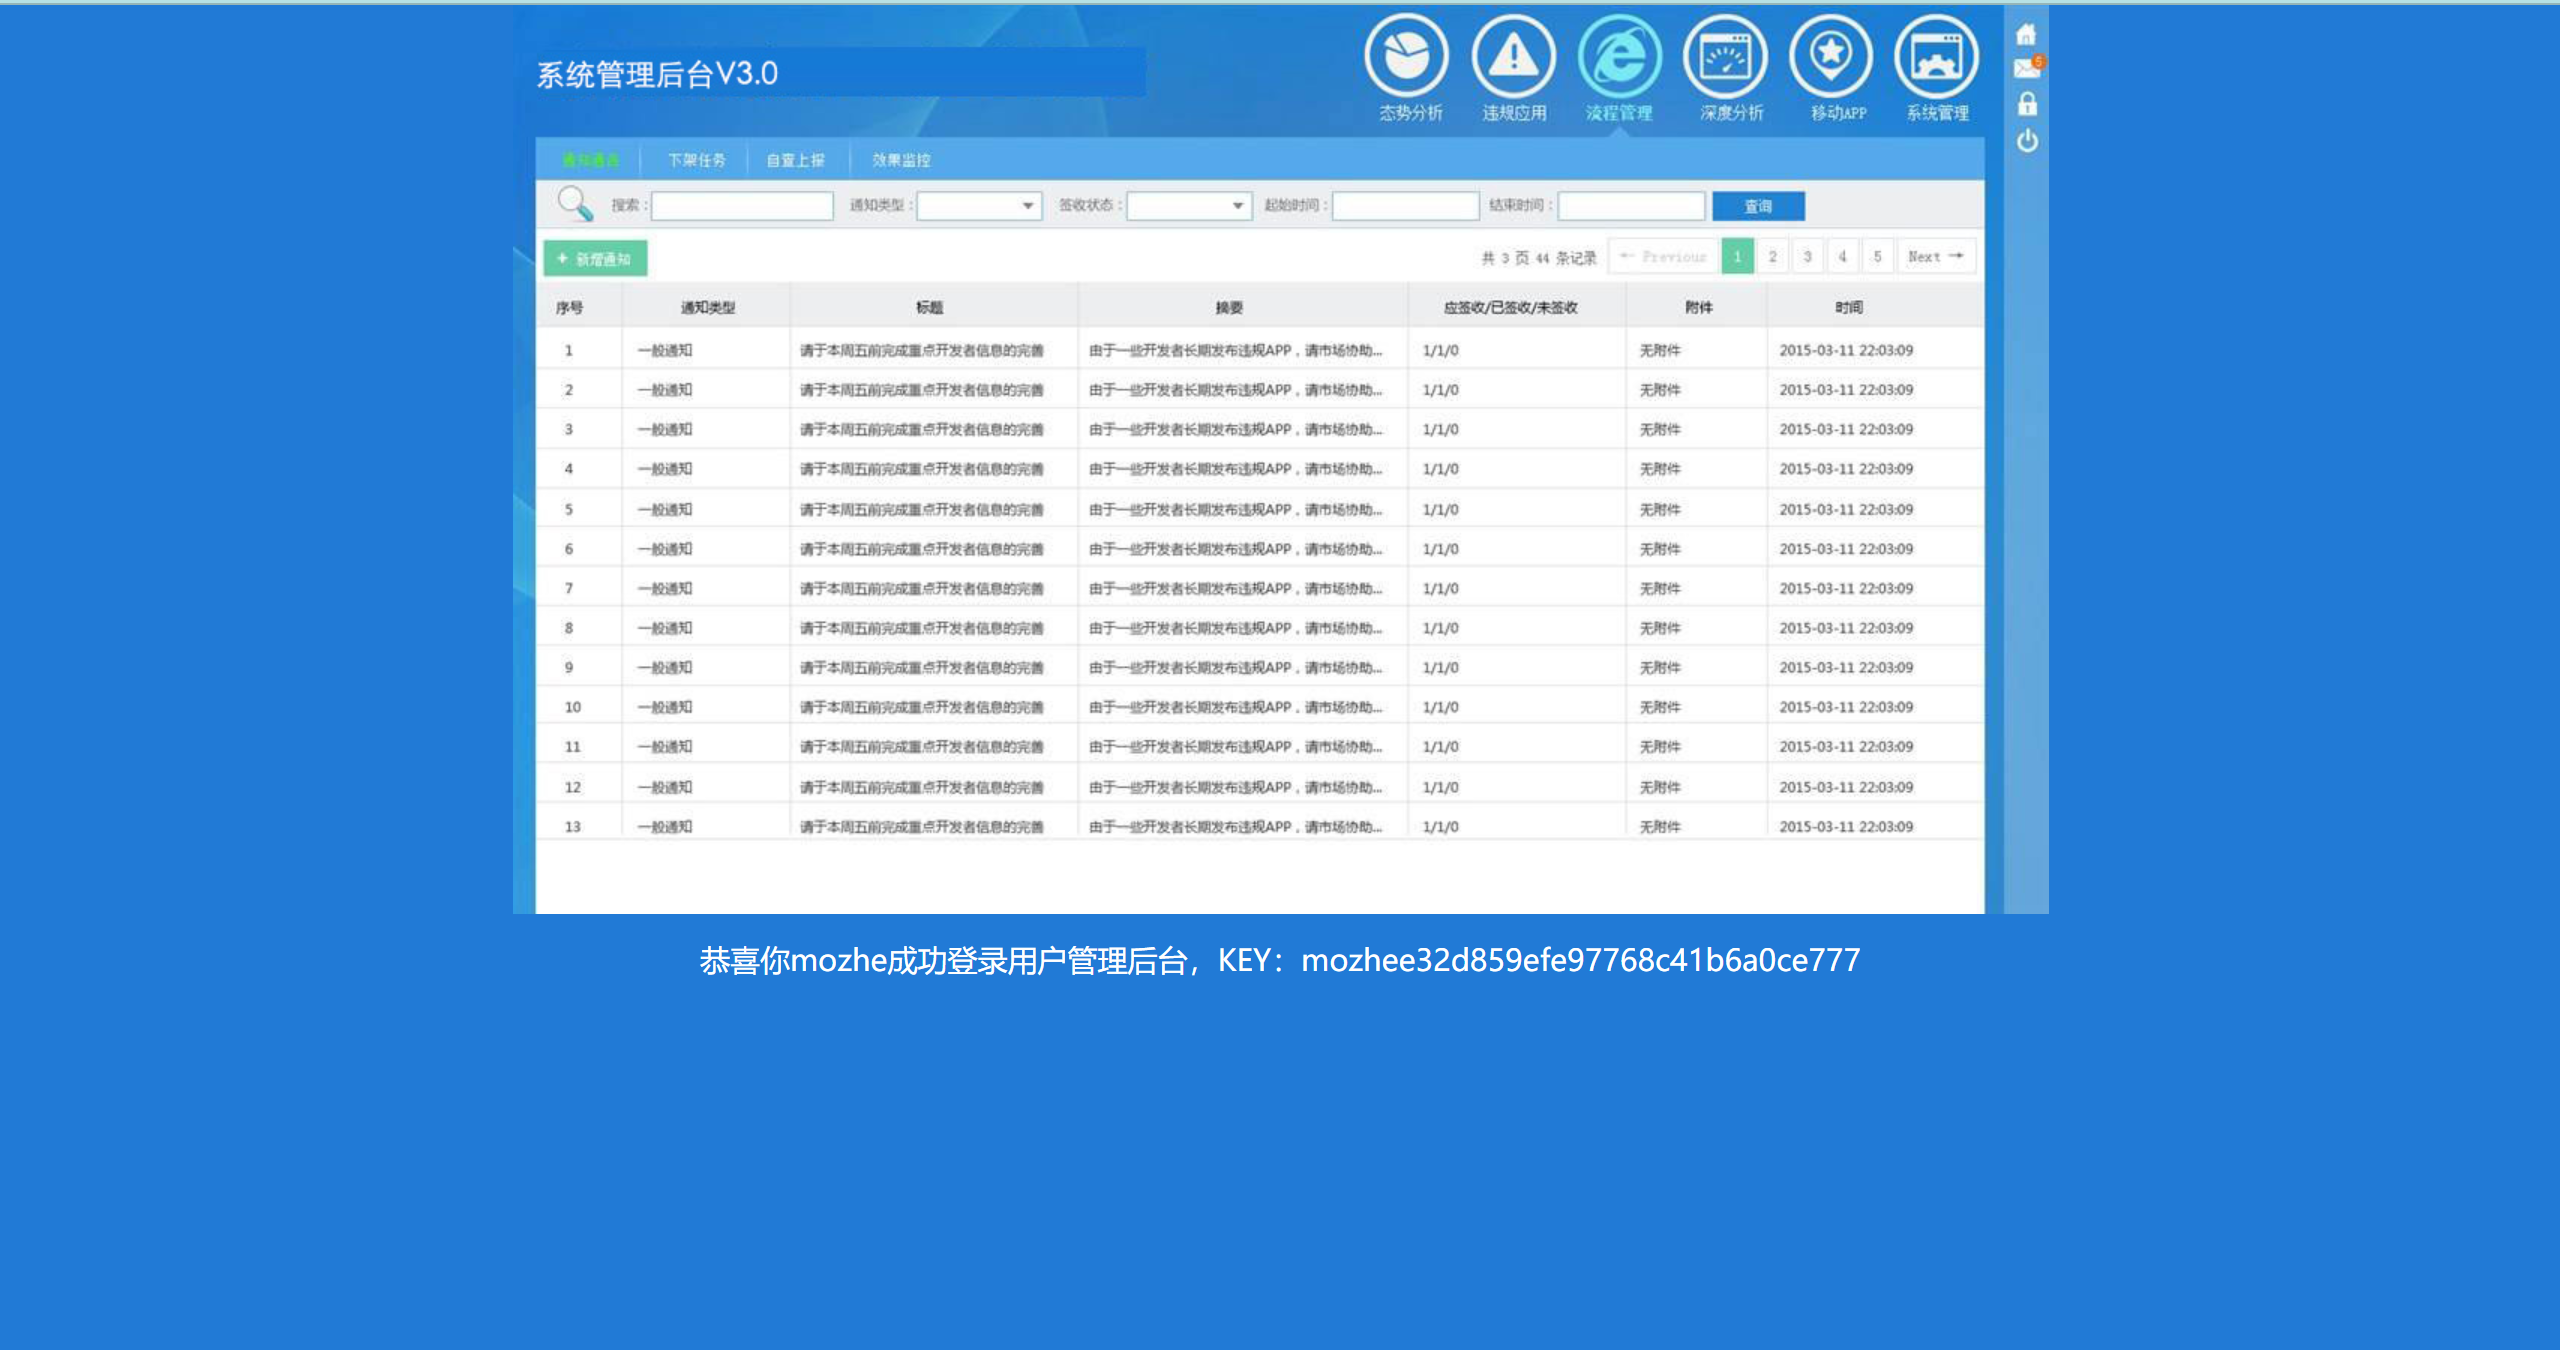 系统管理后台V3.0
态势分析 违规应用 流程管理 深度分析 移动APP 系统管理
5
通知通告 下架任务 自查上报 效果监控
搜索： 通知类型： 签收状态： 起始时间： 结束时间： 查询
+ 新增通知 共 3 页 44 条记录 ← Previous 1 2 3 4 5 Next →
序号 通知类型 标题 摘要 应签收/已签收/未签收 附件 时间
1 一般通知 请于本周五前完成重点开发者信息的完善 由于一些开发者长期发布违规APP，请市场协助... 1/1/0 无附件 2015-03-11 22:03:09
2 一般通知 请于本周五前完成重点开发者信息的完善 由于一些开发者长期发布违规APP，请市场协助... 1/1/0 无附件 2015-03-11 22:03:09
3 一般通知 请于本周五前完成重点开发者信息的完善 由于一些开发者长期发布违规APP，请市场协助... 1/1/0 无附件 2015-03-11 22:03:09
4 一般通知 请于本周五前完成重点开发者信息的完善 由于一些开发者长期发布违规APP，请市场协助... 1/1/0 无附件 2015-03-11 22:03:09
5 一般通知 请于本周五前完成重点开发者信息的完善 由于一些开发者长期发布违规APP，请市场协助... 1/1/0 无附件 2015-03-11 22:03:09
6 一般通知 请于本周五前完成重点开发者信息的完善 由于一些开发者长期发布违规APP，请市场协助... 1/1/0 无附件 2015-03-11 22:03:09
7 一般通知 请于本周五前完成重点开发者信息的完善 由于一些开发者长期发布违规APP，请市场协助... 1/1/0 无附件 2015-03-11 22:03:09
8 一般通知 请于本周五前完成重点开发者信息的完善 由于一些开发者长期发布违规APP，请市场协助... 1/1/0 无附件 2015-03-11 22:03:09
9 一般通知 请于本周五前完成重点开发者信息的完善 由于一些开发者长期发布违规APP，请市场协助... 1/1/0 无附件 2015-03-11 22:03:09
10 一般通知 请于本周五前完成重点开发者信息的完善 由于一些开发者长期发布违规APP，请市场协助... 1/1/0 无附件 2015-03-11 22:03:09
11 一般通知 请于本周五前完成重点开发者信息的完善 由于一些开发者长期发布违规APP，请市场协助... 1/1/0 无附件 2015-03-11 22:03:09
12 一般通知 请于本周五前完成重点开发者信息的完善 由于一些开发者长期发布违规APP，请市场协助... 1/1/0 无附件 2015-03-11 22:03:09
13 一般通知 请于本周五前完成重点开发者信息的完善 由于一些开发者长期发布违规APP，请市场协助... 1/1/0 无附件 2015-03-11 22:03:09
恭喜你mozhe成功登录用户管理后台，KEY：mozhee32d859efe97768c41b6a0ce777